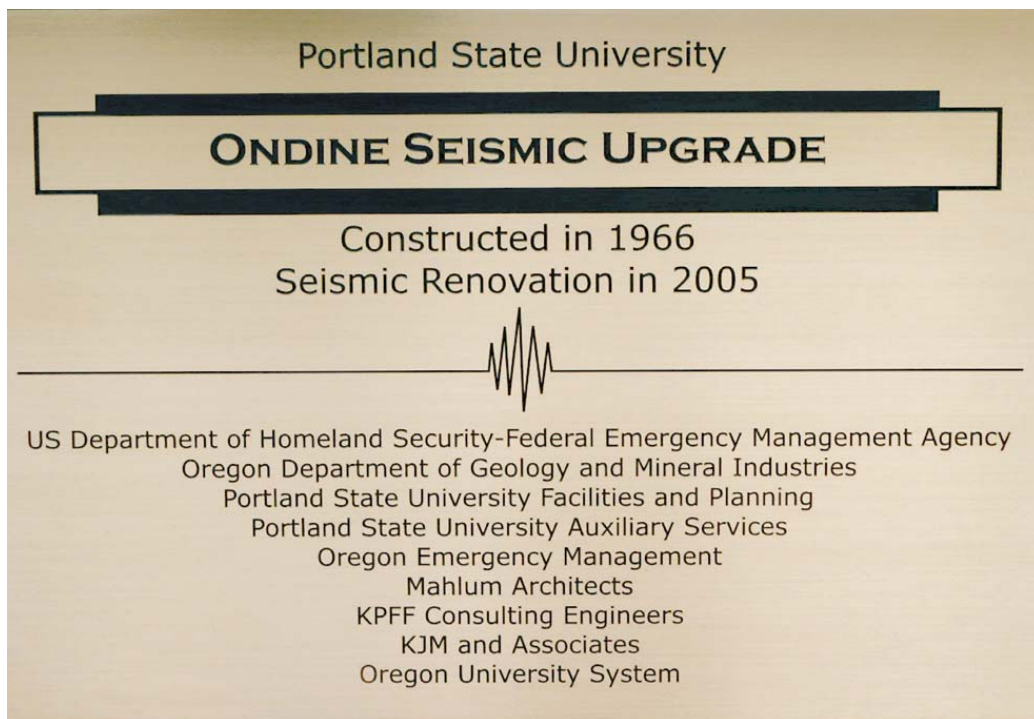 Portland State University
ONDINE SEISMIC UPGRADE
Constructed in 1966
Seismic Renovation in 2005
US Department of Homeland Security-Federal Emergency Management Agency
Oregon Department of Geology and Mineral Industries
Portland State University Facilities and Planning
Portland State University Auxiliary Services
Oregon Emergency Management
Mahlum Architects
KPFF Consulting Engineers
KJM and Associates
Oregon University System